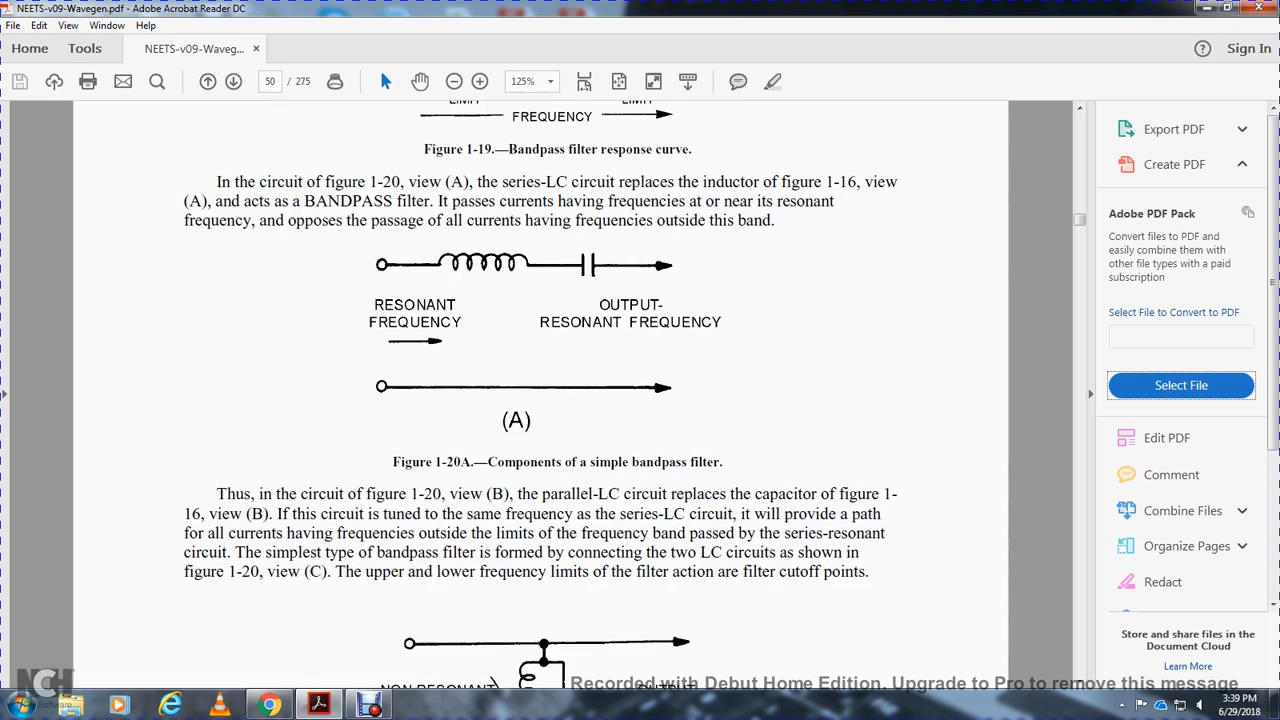 NEETS-v09-Wavegen.pdf - Adobe Acrobat Reader DC
File Edit View Window Help
Home Tools NEETS-v09-Waveg... × Sign In
50 / 275 125%
LIMIT LIMIT
FREQUENCY
Figure 1-19.—Bandpass filter response curve.
In the circuit of figure 1-20, view (A), the series-LC circuit replaces the inductor of figure 1-16, view
(A), and acts as a BANDPASS filter. It passes currents having frequencies at or near its resonant
frequency, and opposes the passage of all currents having frequencies outside this band.
RESONANT
FREQUENCY
OUTPUT-
RESONANT FREQUENCY
(A)
Figure 1-20A.—Components of a simple bandpass filter.
Thus, in the circuit of figure 1-20, view (B), the parallel-LC circuit replaces the capacitor of figure 1-
16, view (B). If this circuit is tuned to the same frequency as the series-LC circuit, it will provide a path
for all currents having frequencies outside the limits of the frequency band passed by the series-resonant
circuit. The simplest type of bandpass filter is formed by connecting the two LC circuits as shown in
figure 1-20, view (C). The upper and lower frequency limits of the filter action are filter cutoff points.
NON RESONANT
OUTPUT
Export PDF
Create PDF
Adobe PDF Pack
Convert files to PDF and
easily combine them with
other file types with a paid
subscription
Select File to Convert to PDF
Select File
Edit PDF
Comment
Combine Files
Organize Pages
Redact
Store and share files in the
Document Cloud
Learn More
NCH
Software
Recorded with Debut Home Edition. Upgrade to Pro to remove this message
3:39 PM
6/29/2018